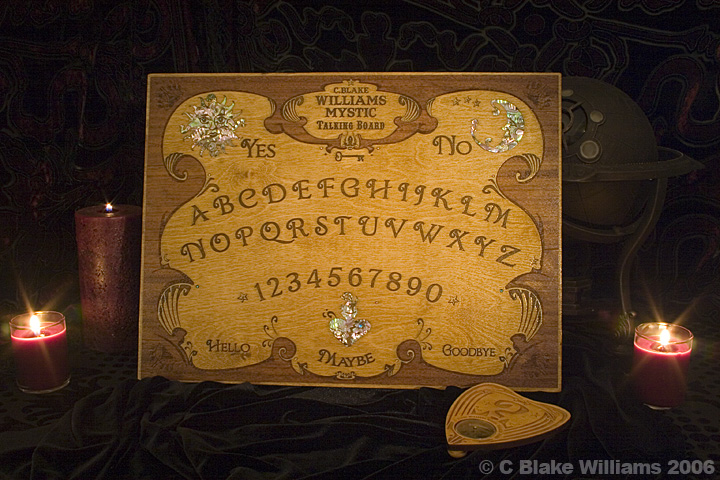 C. BLAKE
WILLIAMS
MYSTIC
TALKING BOARD
YES NO
ABCDEFGHIJKLM
NOPQRSTUVWXYZ
1234567890
HELLO MAYBE GOODBYE
© C Blake Williams 2006